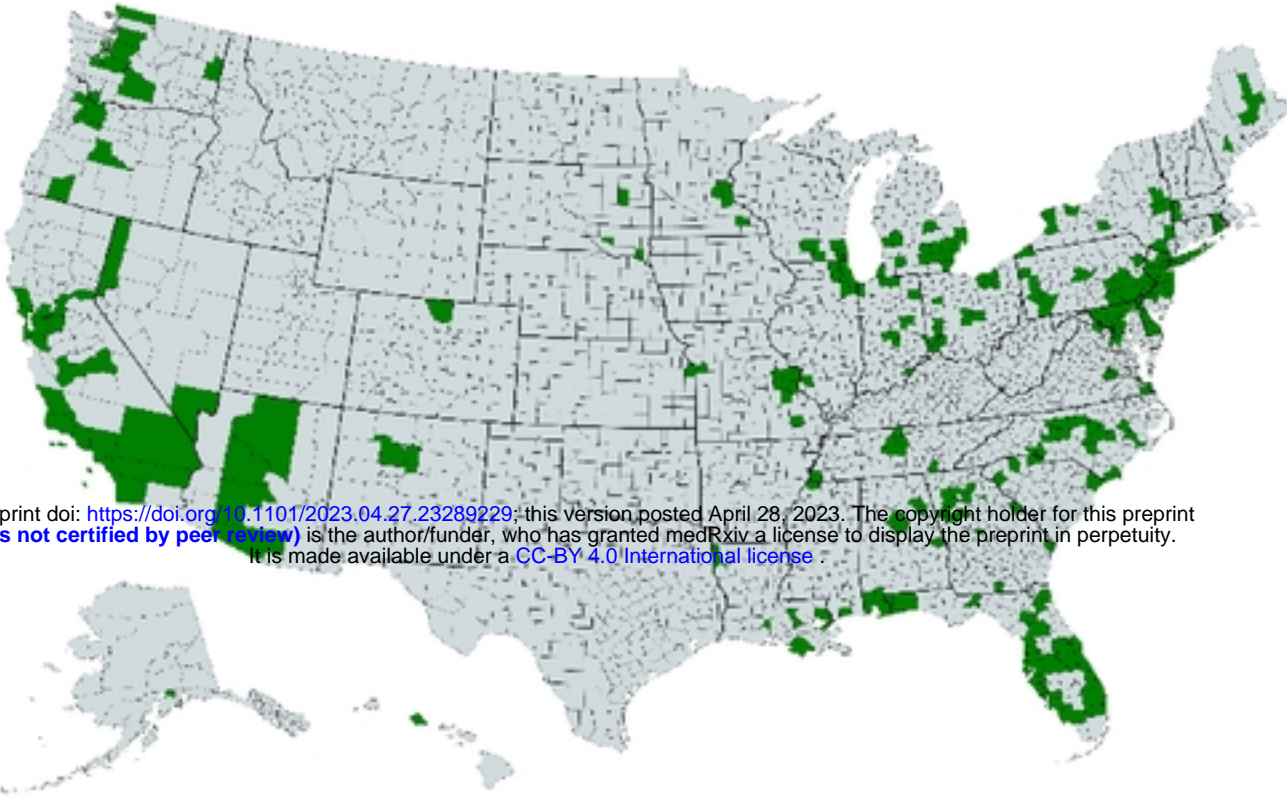 print doi: https://doi.org/10.1101/2023.04.27.23289229; this version posted April 28, 2023. The copyright holder for this preprint
s not certified by peer review) is the author/funder, who has granted medRxiv a license to display the preprint in perpetuity.
It is made available under a CC-BY 4.0 International license .